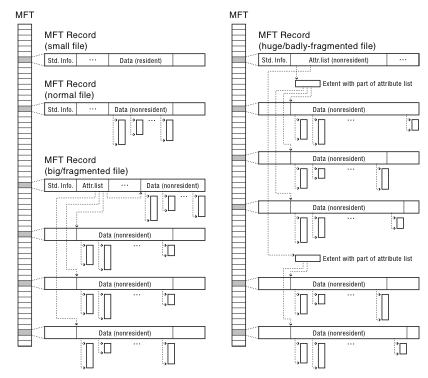 MFT
MFT Record
(small file)
Std. Info. ... Data (resident)
MFT Record
(normal file)
Std. Info. ... Data (nonresident)
...
MFT Record
(big/fragmented file)
Std. Info. Attr.list ... Data (nonresident)
...
Data (nonresident)
...
Data (nonresident)
...
Data (nonresident)
...
MFT
MFT Record
(huge/badly-fragmented file)
Std. Info. Attr.list (nonresident) ...
Extent with part of attribute list
Data (nonresident)
...
Data (nonresident)
...
Data (nonresident)
...
Extent with part of attribute list
Data (nonresident)
...
Data (nonresident)
...